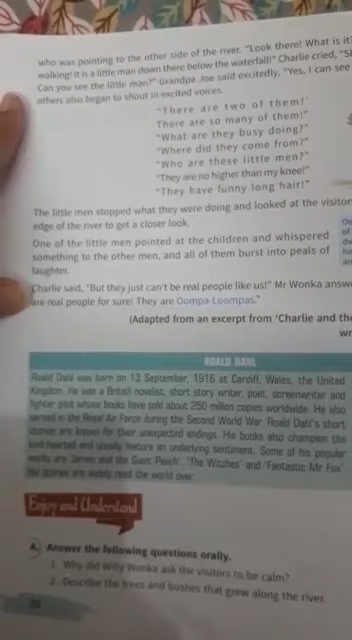 who was pointing to the other side of the river. "Look there! What is it?
walking! It is a little man down there below the waterfall!" Charlie cried, "
Can you see the little man?" Grandpa Joe said excitedly, "Yes, I can see
others also began to shout in excited voices.
"There are two of them!"
There are so many of them!"
"What are they busy doing?"
"Where did they come from?"
"Who are these little men?"
"They are no higher than my knee!"
"They have funny long hair!"
The little men stopped what they were doing and looked at the visitor
edge of the river to get a closer look.
One of the little men pointed at the children and whispered
something to the other men, and all of them burst into peals of
laughter.
Charlie said, "But they just can't be real people like us!" Mr Wonka answ
are real people for sure! They are Oompa-Loompas."
(Adapted from an excerpt from 'Charlie and the
wr
ROALD DAHL
Roald Dahl was born on 13 September, 1916 at Cardiff, Wales, the United
Kingdom. He was a British novelist, short story writer, poet, screenwriter and
fighter pilot whose books have sold about 250 million copies worldwide. He also
served in the Royal Air Force during the Second World War. Roald Dahl's short
stories are known for their unexpected endings. His books also champion the
kind-hearted and usually feature an underlying sentiment. Some of his popular
works are 'James and the Giant Peach', 'The Witches' and 'Fantastic Mr Fox'
His stories are widely read the world over.
Enjoy and Understand
A. Answer the following questions orally.
1. Why did Willy Wonka ask the visitors to be calm?
2. Describe the trees and bushes that grew along the river.